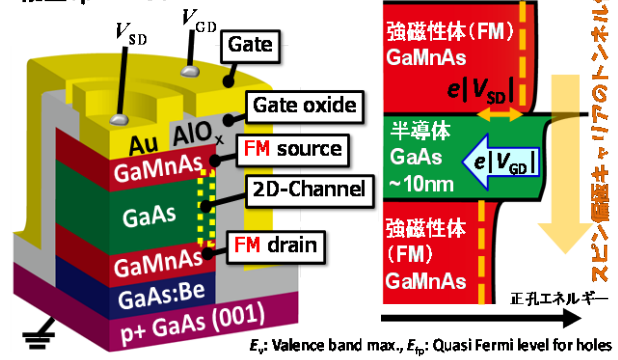 V_SD
V_GD
Gate
Gate oxide
Au
AlOx
GaMnAs
FM source
GaAs
2D-Channel
GaMnAs
FM drain
GaAs:Be
p+ GaAs (001)
強磁性体(FM)
GaMnAs
e|V_SD|
半導体
GaAs
~10nm
e|V_GD|
強磁性体
(FM)
GaMnAs
スピン偏極キャリアのトンネル
正孔エネルギー
E_v: Valence band max., E_fp: Quasi Fermi level for holes